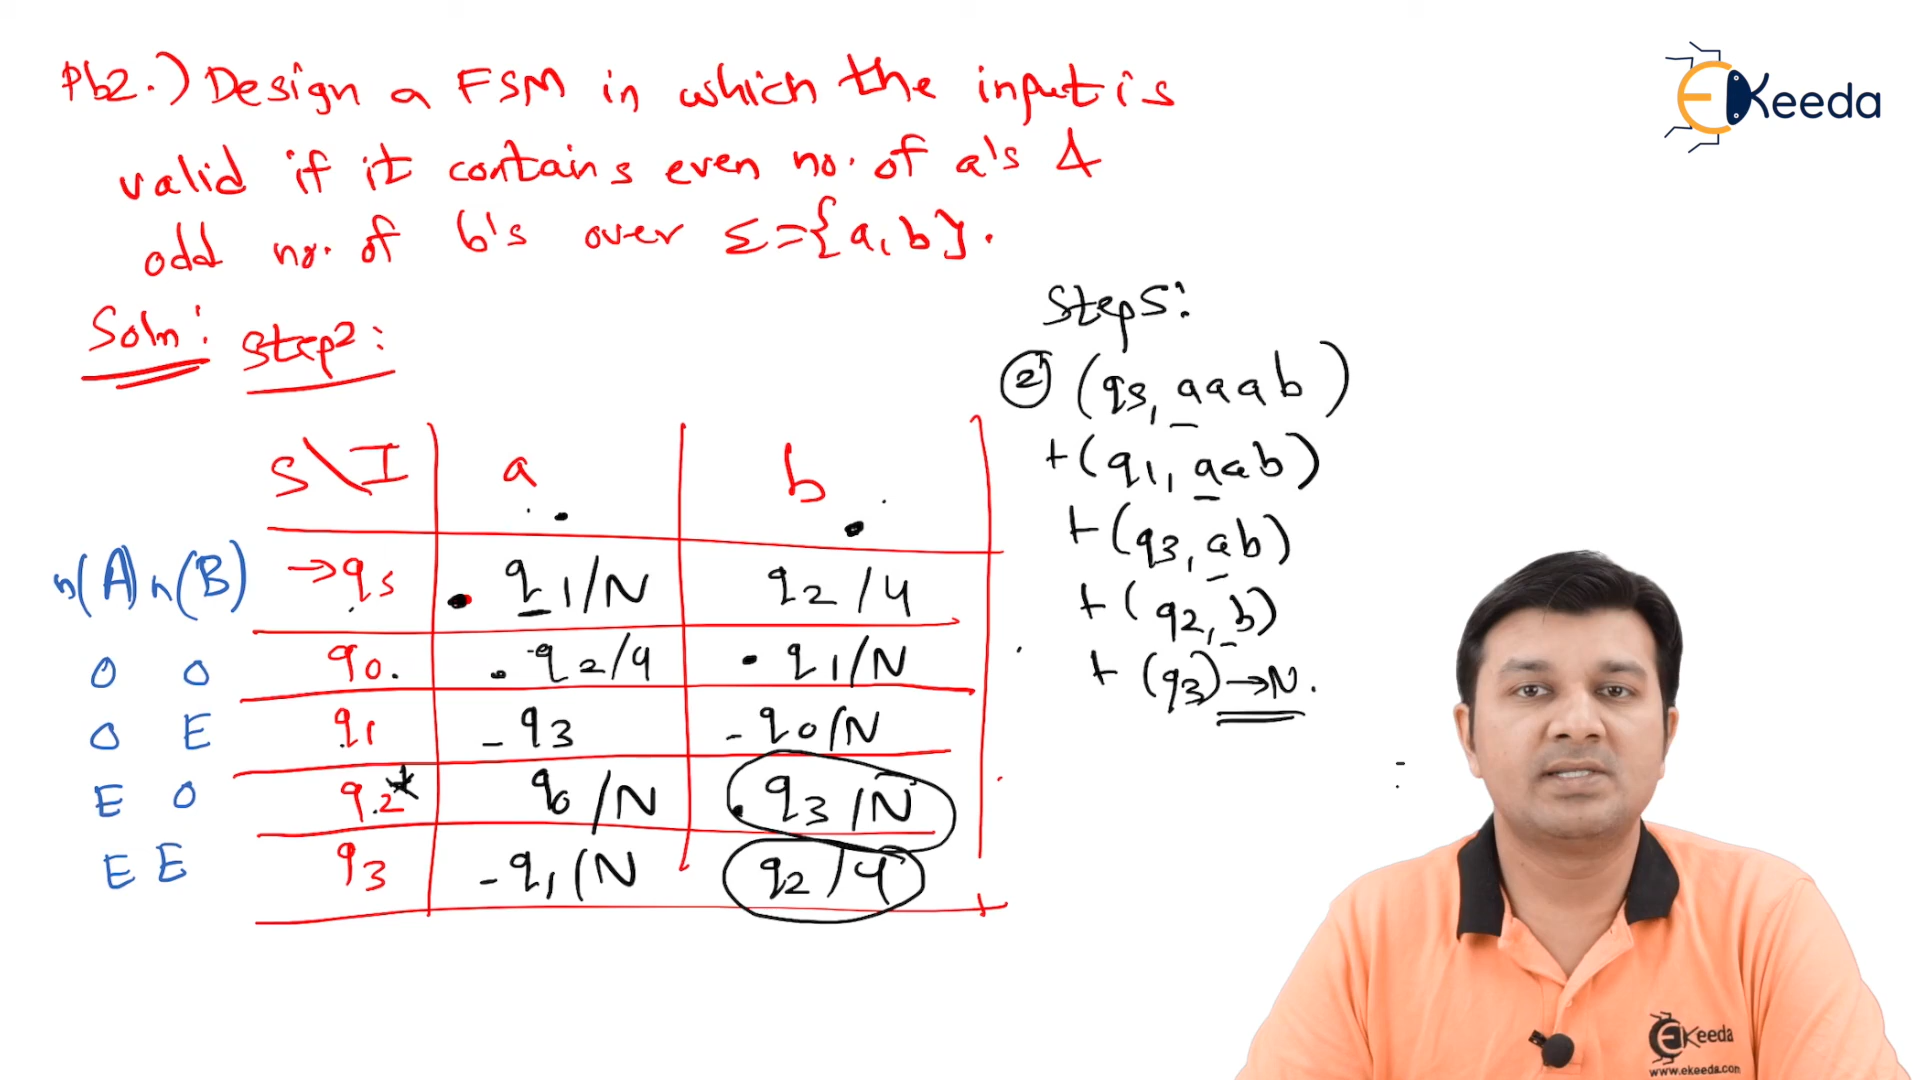 Pb2.) Design a FSM in which the input is
valid if it contains even no. of a's &
odd no. of b's over Σ={a,b}.
Soln: Step2:
S\I a b
n(A) n(B) →qs q1/N q2/Y
O O q0 q2/Y q1/N
O E q1 q3 q0/N
E O q2* q0/N q3/N
E E q3 q1/N q2/Y
Step5:
② (qs, aaab)
⊢(q1, aab)
⊢(q3, ab)
⊢(q2, b)
⊢(q3)→N.
EKeeda
EKeeda
www.ekeeda.com